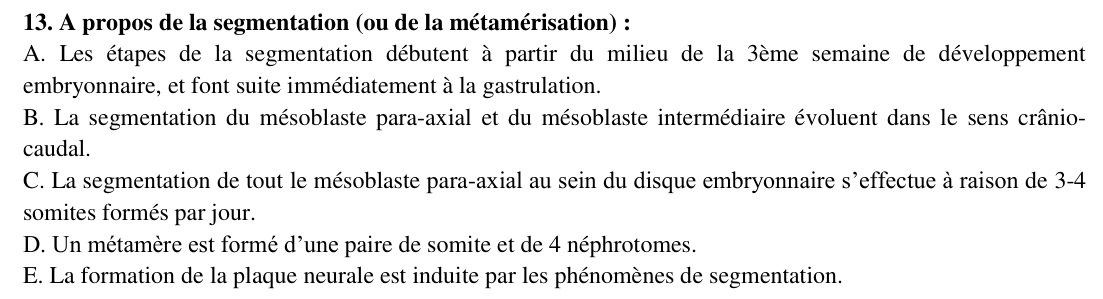 13. A propos de la segmentation (ou de la métamérisation) :
A. Les étapes de la segmentation débutent à partir du milieu de la 3ème semaine de développement
embryonnaire, et font suite immédiatement à la gastrulation.
B. La segmentation du mésoblaste para-axial et du mésoblaste intermédiaire évoluent dans le sens crânio-
caudal.
C. La segmentation de tout le mésoblaste para-axial au sein du disque embryonnaire s’effectue à raison de 3-4
somites formés par jour.
D. Un métamère est formé d’une paire de somite et de 4 néphrotomes.
E. La formation de la plaque neurale est induite par les phénomènes de segmentation.